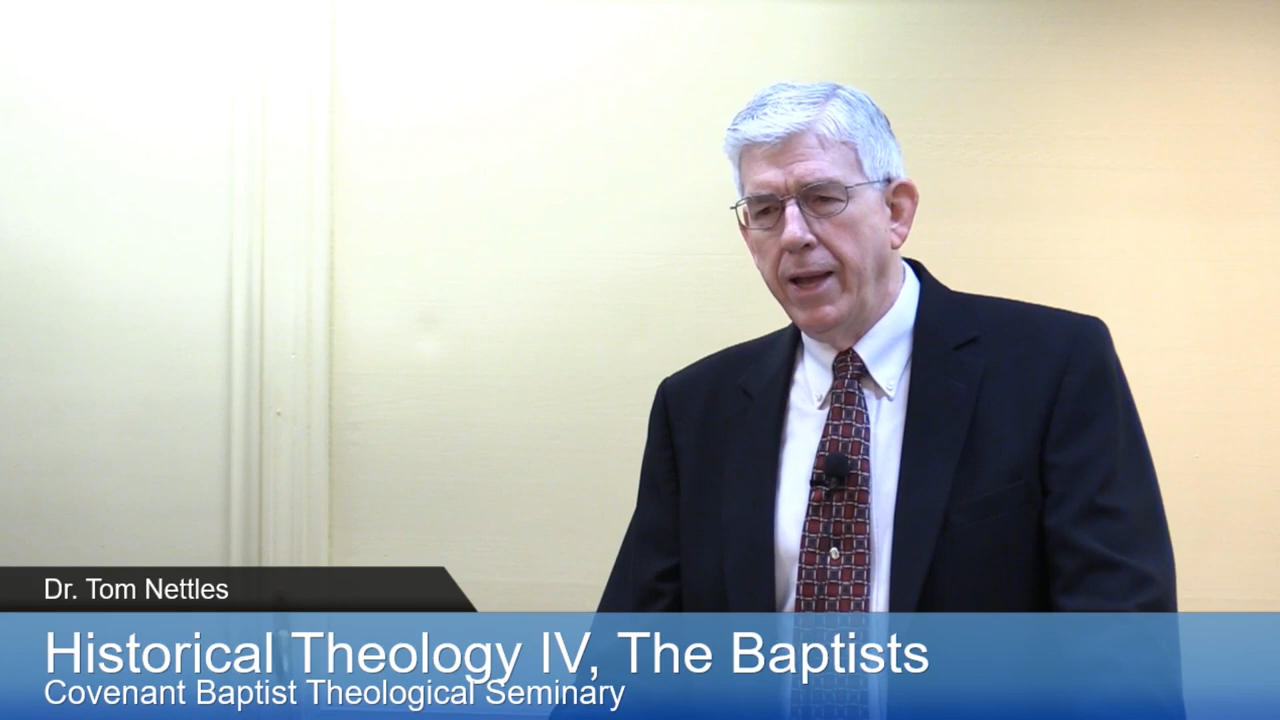 Dr. Tom Nettles
Historical Theology IV, The Baptists
Covenant Baptist Theological Seminary